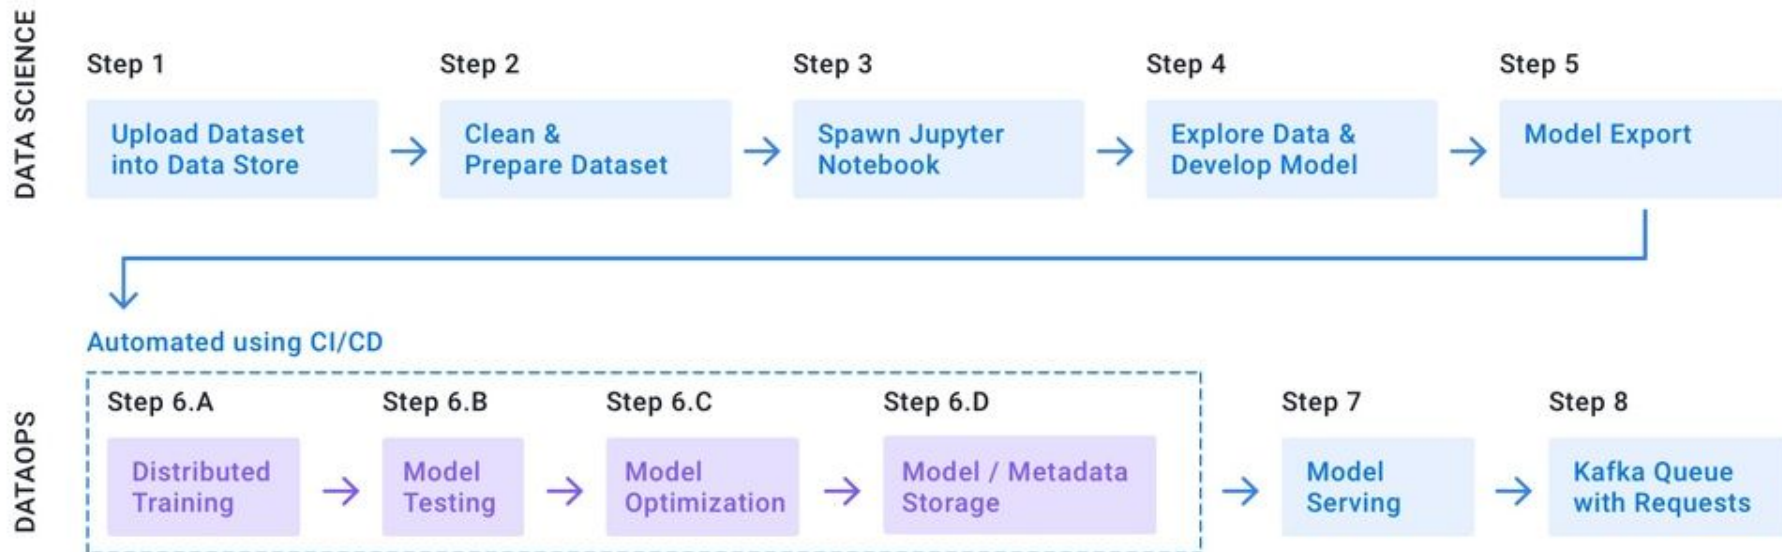 DATA SCIENCE
Step 1
Upload Dataset
into Data Store
Step 2
Clean &
Prepare Dataset
Step 3
Spawn Jupyter
Notebook
Step 4
Explore Data &
Develop Model
Step 5
Model Export
Automated using CI/CD
DATAOPS
Step 6.A
Distributed
Training
Step 6.B
Model
Testing
Step 6.C
Model
Optimization
Step 6.D
Model / Metadata
Storage
Step 7
Model
Serving
Step 8
Kafka Queue
with Requests